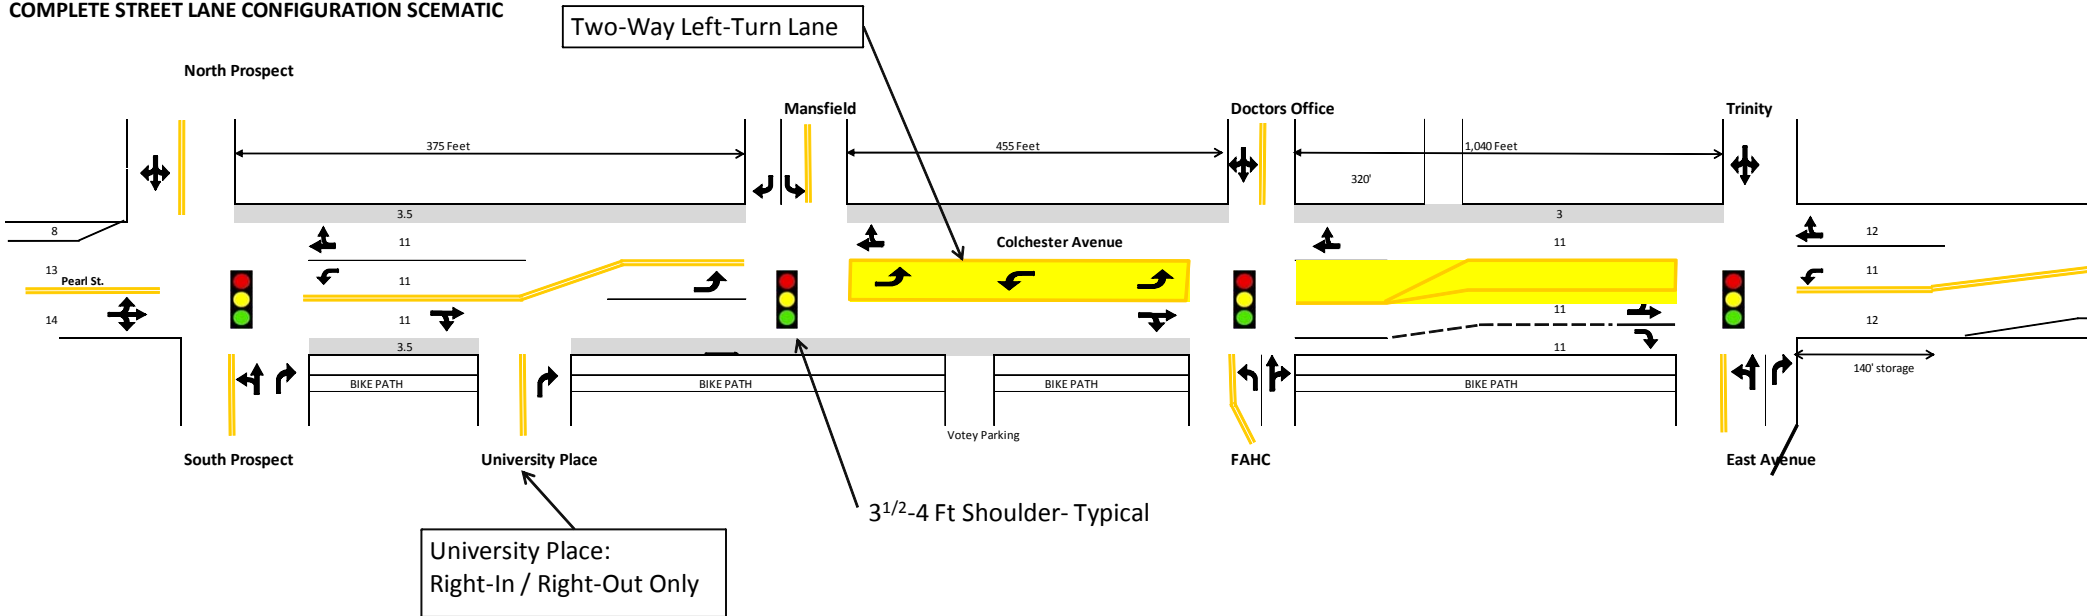 COMPLETE STREET LANE CONFIGURATION SCEMATIC
Two-Way Left-Turn Lane
North Prospect
Mansfield
Doctors Office
Trinity
375 Feet
455 Feet
1,040 Feet
320'
3.5
3
8
11
Colchester Avenue
11
12
13
Pearl St.
11
11
14
11
11
12
3.5
11
140' storage
BIKE PATH
BIKE PATH
BIKE PATH
BIKE PATH
Votey Parking
South Prospect
University Place
FAHC
East Avenue
3 1/2-4 Ft Shoulder- Typical
University Place:
Right-In / Right-Out Only